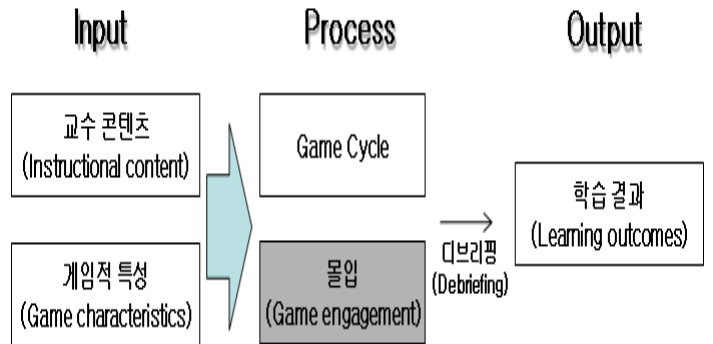 Input
Process
Output
교수 콘텐츠
(Instructional content)
게임적 특성
(Game characteristics)
Game Cycle
몰입
(Game engagement)
디브리핑
(Debriefing)
학습 결과
(Learning outcomes)